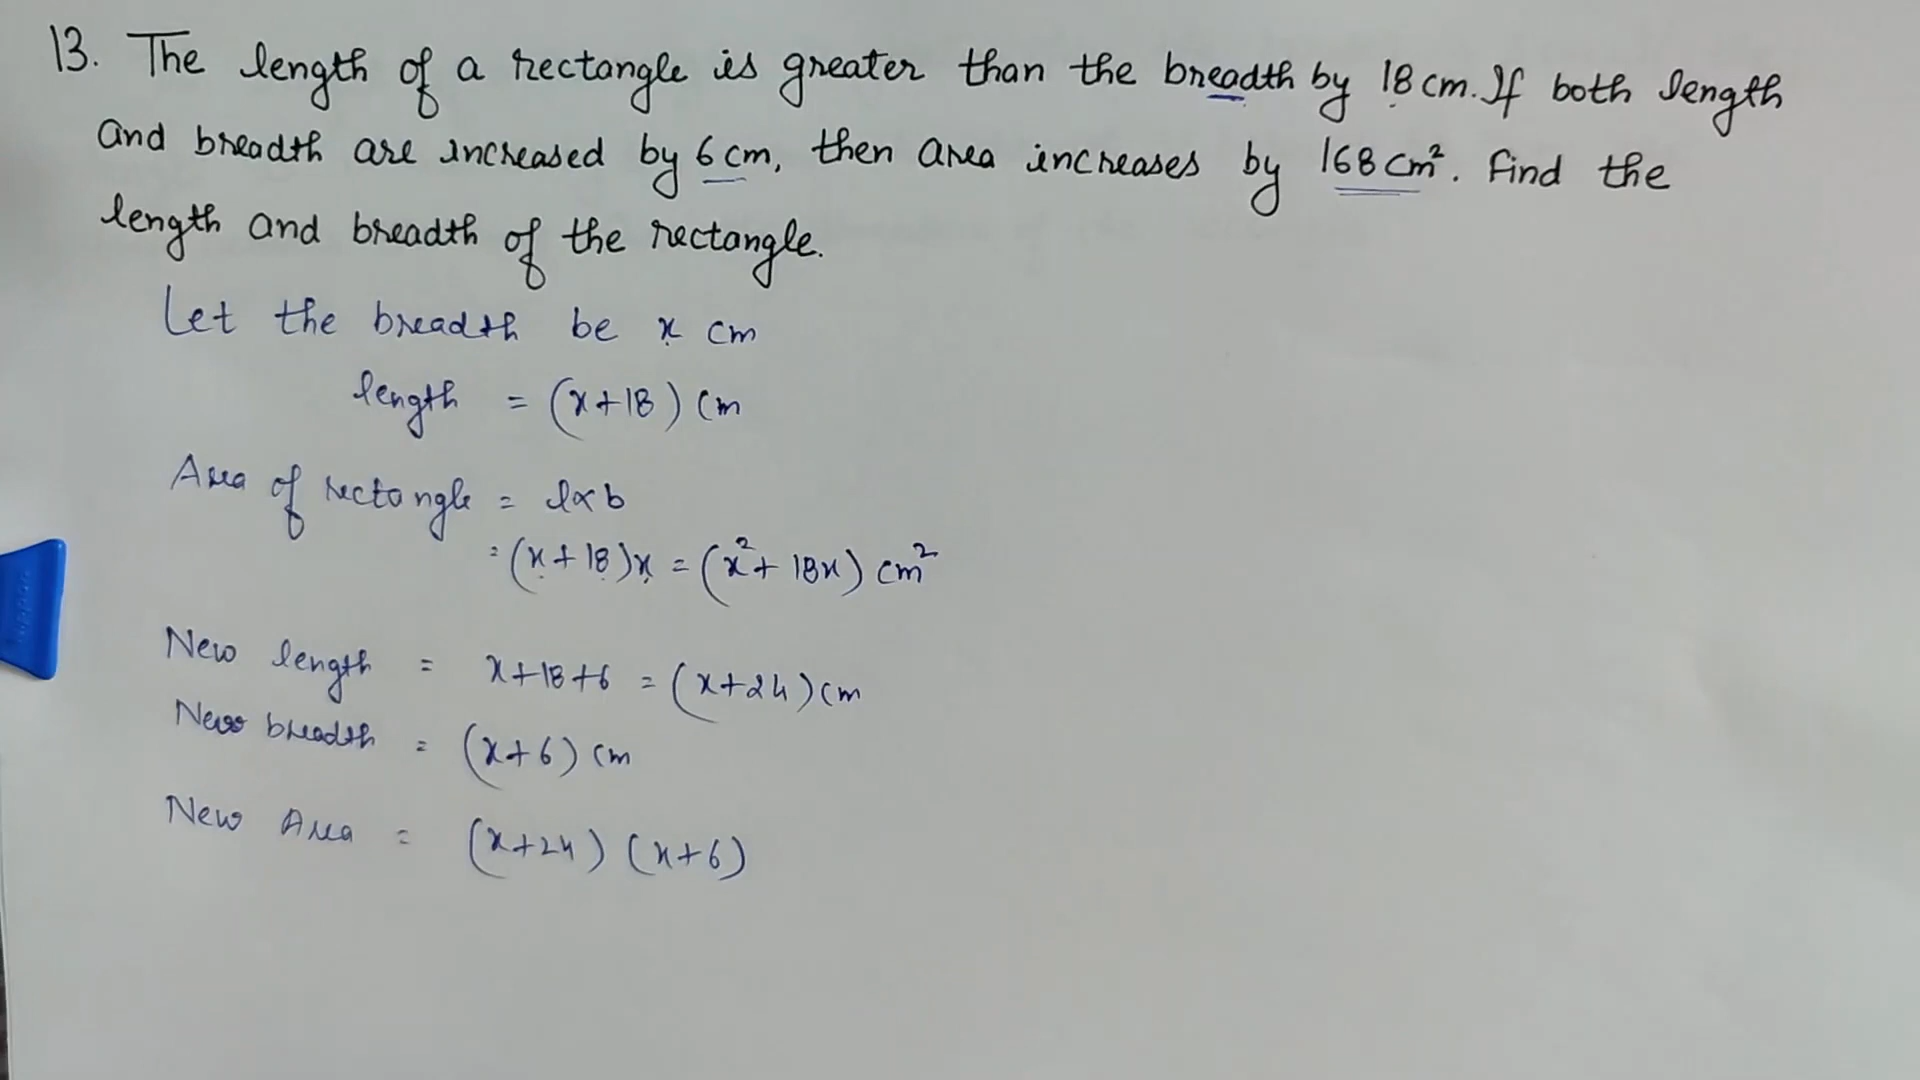 13. The length of a rectangle is greater than the breadth by 18 cm. If both length
and breadth are increased by 6 cm, then area increases by 168 cm². Find the
length and breadth of the rectangle.
Let the breadth be x cm
length = (x+18) cm
Area of rectangle = l×b
= (x+18)x = (x²+18x) cm²
New length = x+18+6 = (x+24) cm
New breadth = (x+6) cm
New Area = (x+24) (x+6)